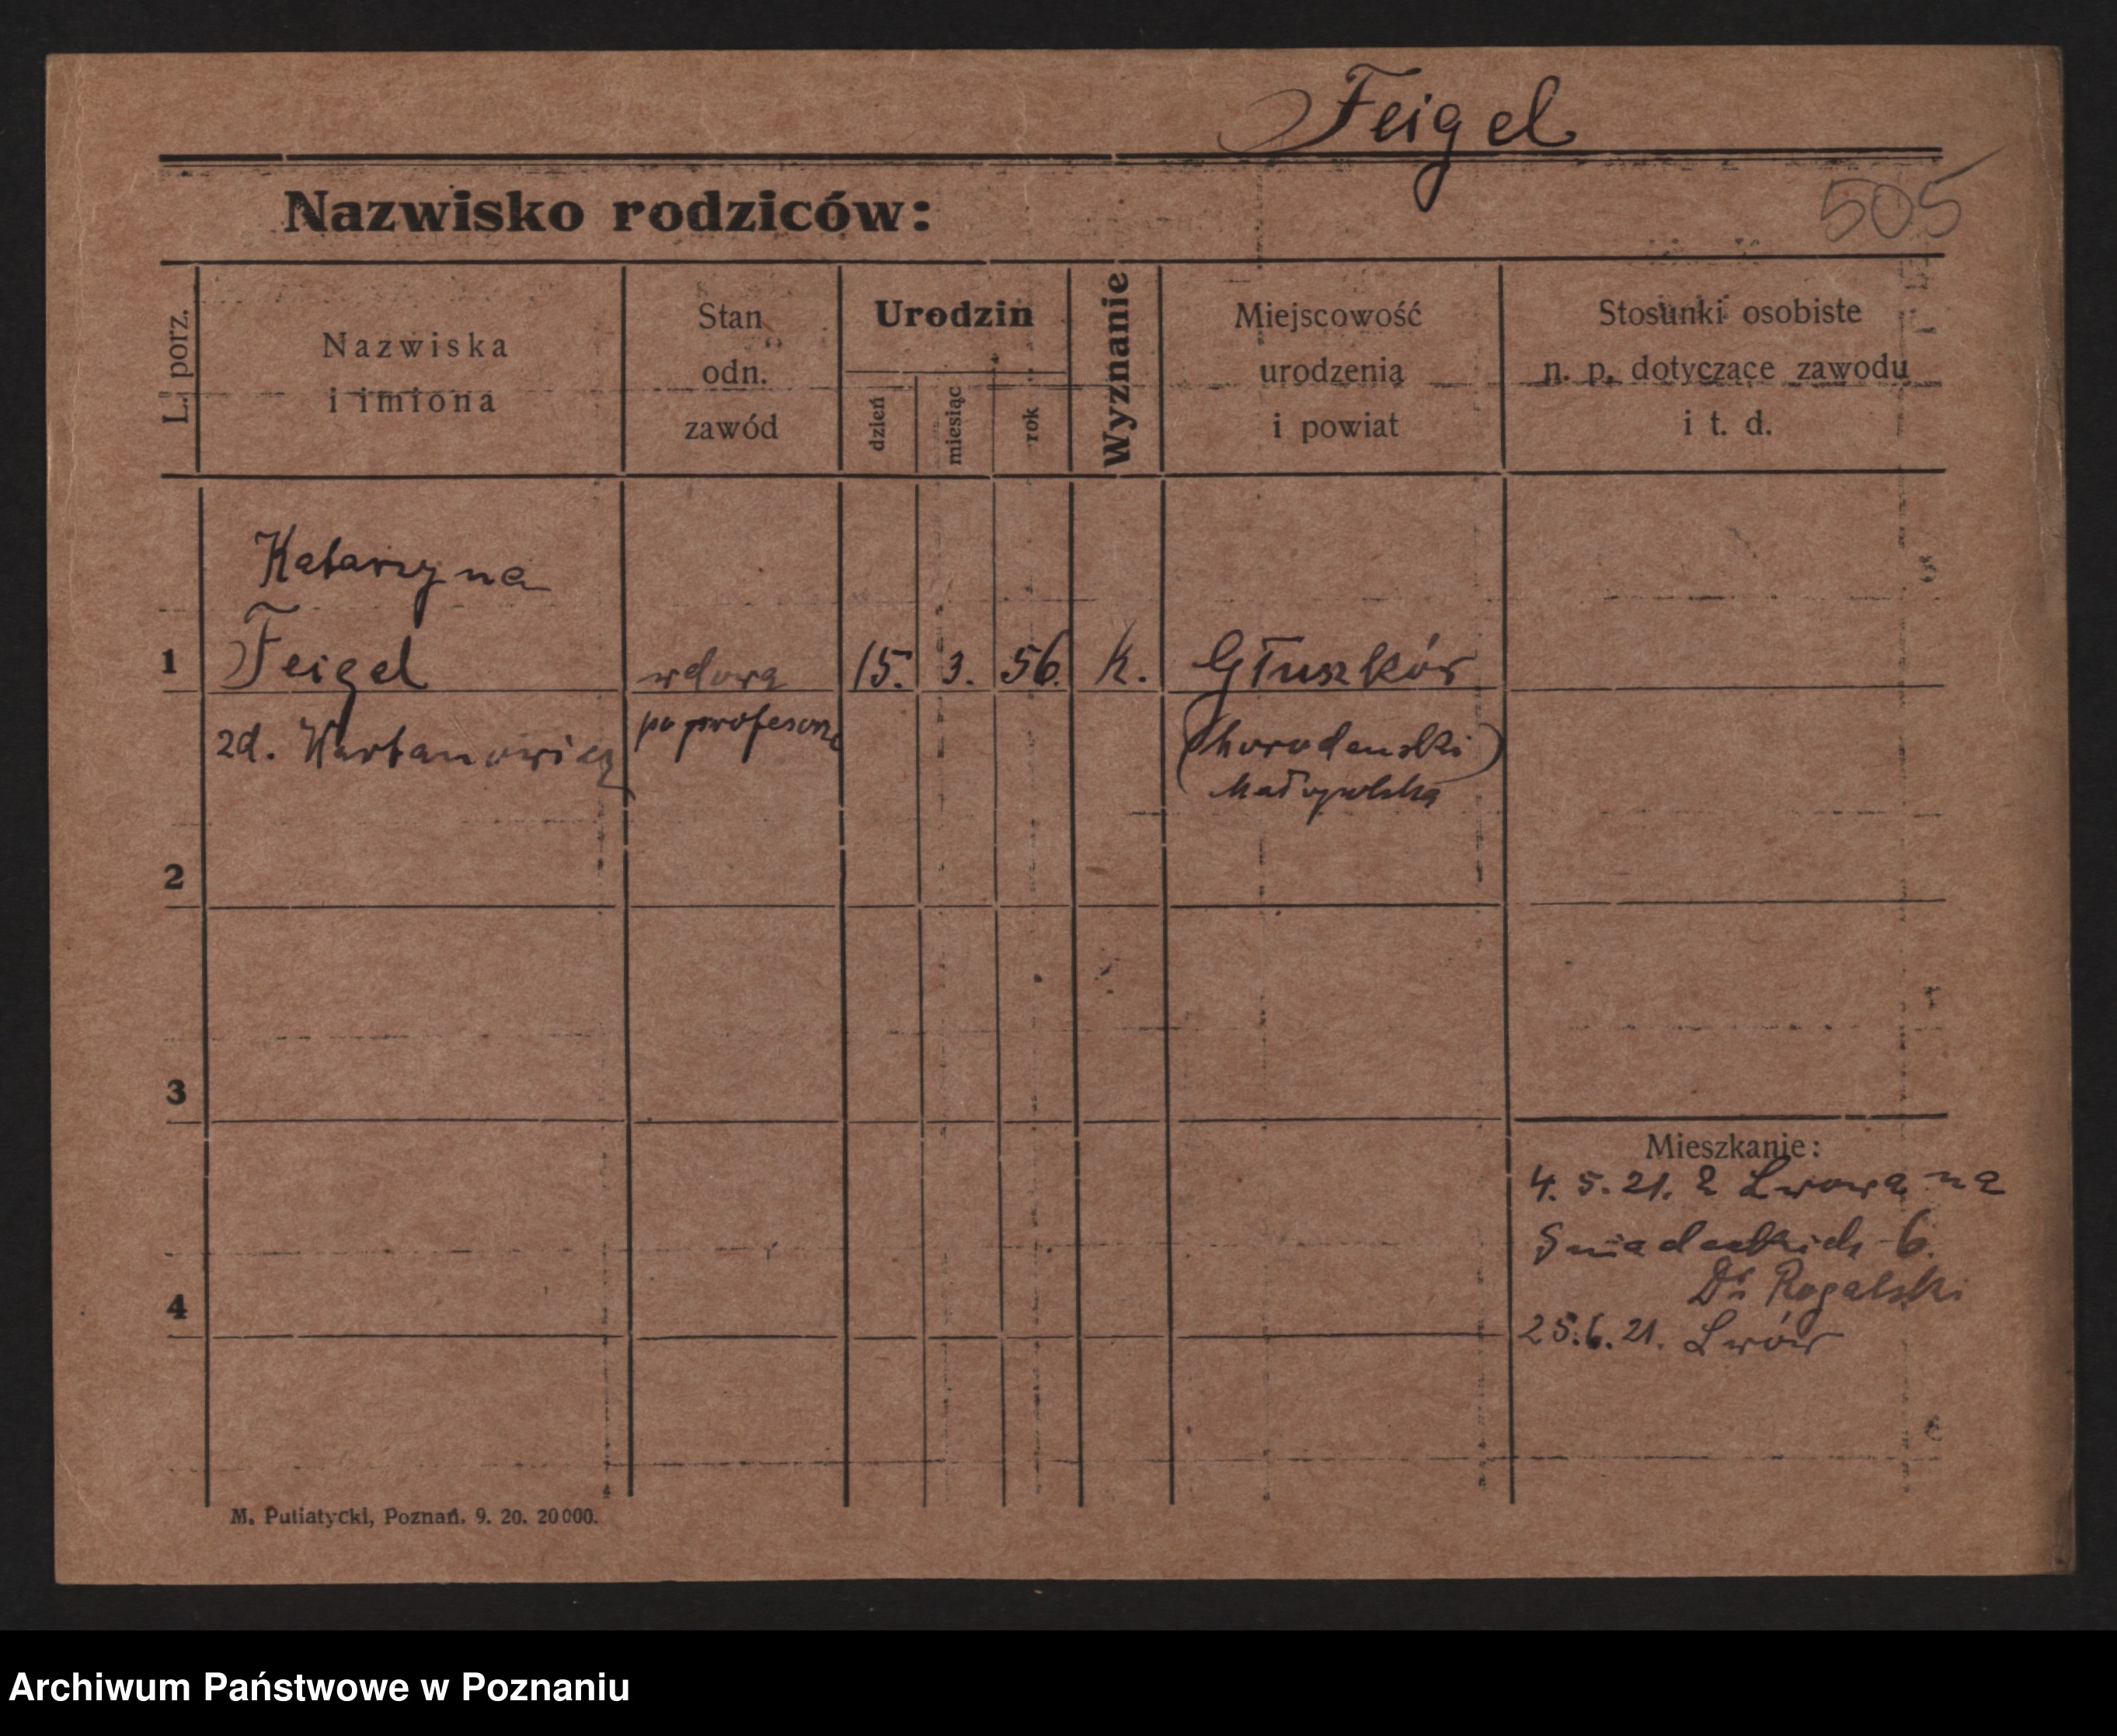 Feigel
Nazwisko rodziców:
505
L. porz.
Nazwiska
i imiona
Stan
odn.
zawód
Urodzin
dzień
miesiąc
rok
Wyznanie
Miejscowość
urodzenia
i powiat
Stosunki osobiste
n. p. dotyczące zawodu
i t. d.
Katarzyna
1 Feigel wdowa 15. 3. 56. k. Głuszków
zd. Wartanowicz po profesorze (horodenski)
Małopolska
2
3
Mieszkanie:
4. 5. 21. z Lwowa na
Sniadeckich 6.
Dr Rogalski
4
25.6.21. Lwów
M. Putiatycki, Poznań. 9. 20. 20000.
Archiwum Państwowe w Poznaniu